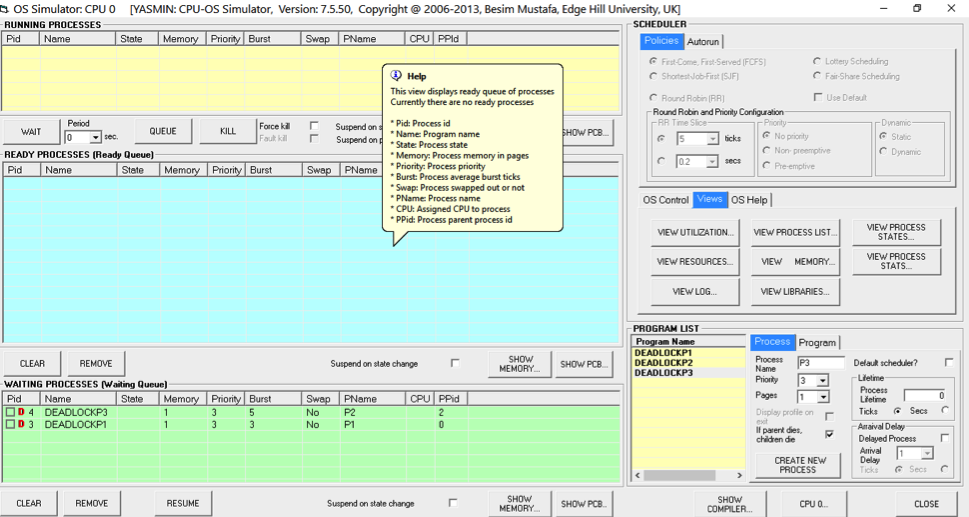 OS Simulator: CPU 0 [YASMIN: CPU-OS Simulator, Version: 7.5.50, Copyright @ 2006-2013, Besim Mustafa, Edge Hill University, UK]
RUNNING PROCESSES
Pid Name State Memory Priority Burst Swap PName CPU PPId
WAIT
Period
0 sec.
QUEUE
KILL
Force kill
Fault kill
Suspend on s
Suspend on p
SHOW PCB...
Help
This view displays ready queue of processes
Currently there are no ready processes
* Pid: Process id
* Name: Program name
* State: Process state
* Memory: Process memory in pages
* Priority: Process priority
* Burst: Process average burst ticks
* Swap: Process swapped out or not
* PName: Process name
* CPU: Assigned CPU to process
* PPid: Process parent process id
READY PROCESSES (Ready Queue)
Pid Name State Memory Priority Burst Swap PName
CLEAR
REMOVE
Suspend on state change
SHOW MEMORY...
SHOW PCB...
WAITING PROCESSES (Waiting Queue)
Pid Name State Memory Priority Burst Swap PName CPU PPId
D 4 DEADLOCKP3 1 3 5 No P2 2
D 3 DEADLOCKP1 1 3 3 No P1 0
CLEAR
REMOVE
RESUME
Suspend on state change
SHOW MEMORY...
SHOW PCB..
SCHEDULER
Policies Autorun
First-Come, First-Served (FCFS)
Lottery Scheduling
Shortest-Job-First (SJF)
Fair-Share Scheduling
Round Robin (RR)
Use Default
Round Robin and Priority Configuration
RR Time Slice
5 ticks
0.2 secs
Priority
No priority
Non- preemptive
Pre-emptive
Dynamic
Static
Dynamic
OS Control Views OS Help
VIEW UTILIZATION...
VIEW PROCESS LIST...
VIEW PROCESS STATES...
VIEW RESOURCES...
VIEW MEMORY...
VIEW PROCESS STATS...
VIEW LOG...
VIEW LIBRARIES...
PROGRAM LIST
Program Name
DEADLOCKP1
DEADLOCKP2
DEADLOCKP3
Process Program
Process Name P3
Default scheduler?
Priority 3
Pages 1
Display profile on exit
If parent dies, children die
CREATE NEW PROCESS
Lifetime
Process Lifetime 0
Ticks Secs
Arraival Delay
Delayed Process
Arrival Delay 1
Ticks Secs
SHOW COMPILER...
CPU 0...
CLOSE